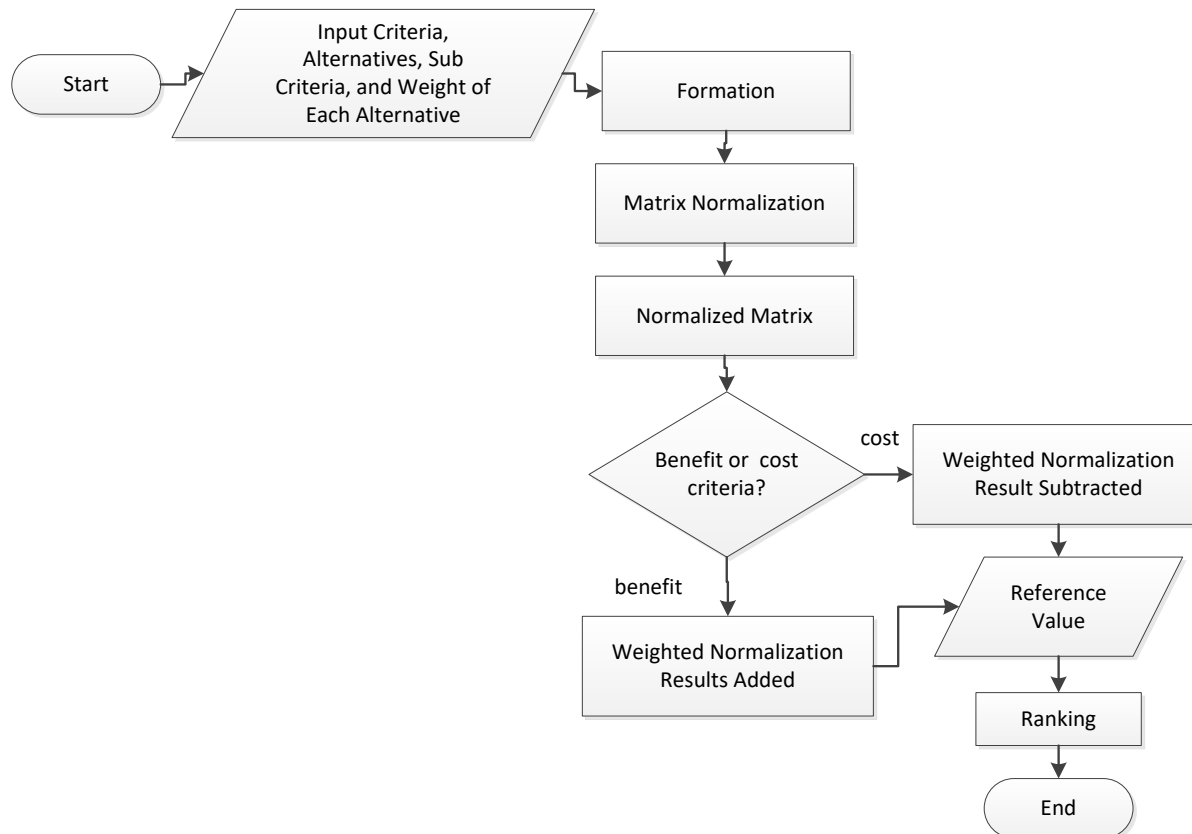 Start
Input Criteria,
Alternatives, Sub
Criteria, and Weight of
Each Alternative
Formation
Matrix Normalization
Normalized Matrix
Benefit or  cost
criteria?
cost
Weighted Normalization
Result Subtracted
benefit
Weighted Normalization
Results Added
Reference
Value
Ranking
End